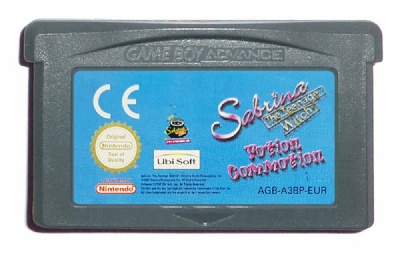 GAME BOY ADVANCE
CE
Sabrina
The Teenage
Witch
Potion
Commotion
Original
Nintendo
Seal of
Quality
Ubi Soft
Nintendo
AGB-A3BP-EUR